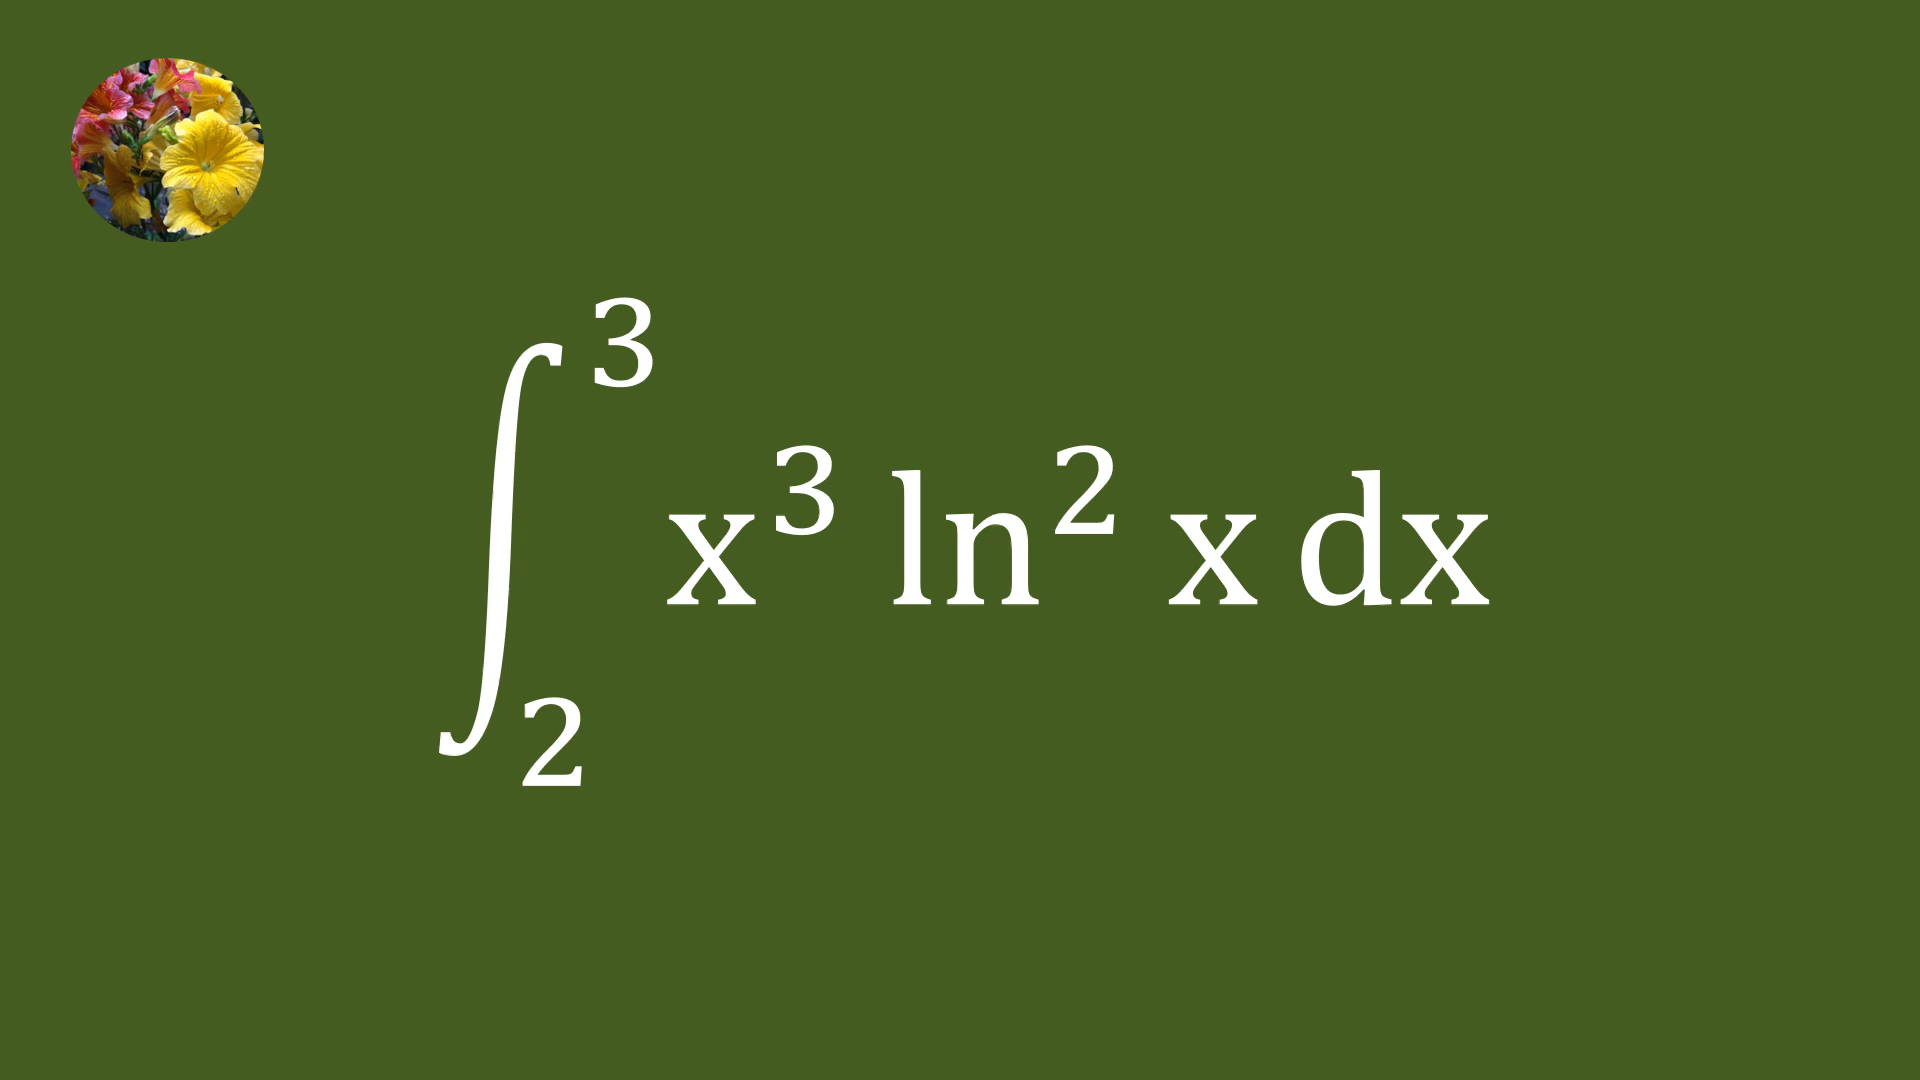 ∫₂³ x³ ln² x dx